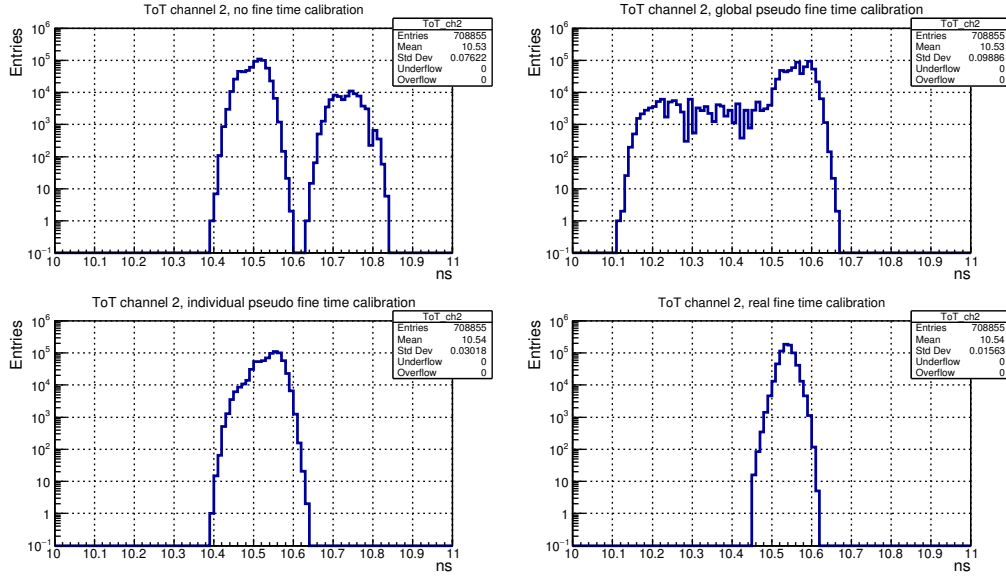 ToT channel 2, no fine time calibration
Entries
ToT_ch2
Entries 708855
Mean 10.53
Std Dev 0.07622
Underflow 0
Overflow 0
10⁶
10⁵
10⁴
10³
10²
10
1
10⁻¹
10 10.1 10.2 10.3 10.4 10.5 10.6 10.7 10.8 10.9 11
ns
ToT channel 2, global pseudo fine time calibration
Entries
ToT_ch2
Entries 708855
Mean 10.53
Std Dev 0.09886
Underflow 0
Overflow 0
10⁶
10⁵
10⁴
10³
10²
10
1
10⁻¹
10 10.1 10.2 10.3 10.4 10.5 10.6 10.7 10.8 10.9 11
ns
ToT channel 2, individual pseudo fine time calibration
Entries
ToT_ch2
Entries 708855
Mean 10.54
Std Dev 0.03018
Underflow 0
Overflow 0
10⁶
10⁵
10⁴
10³
10²
10
1
10⁻¹
10 10.1 10.2 10.3 10.4 10.5 10.6 10.7 10.8 10.9 11
ns
ToT channel 2, real fine time calibration
Entries
ToT_ch2
Entries 708855
Mean 10.54
Std Dev 0.01563
Underflow 0
Overflow 0
10⁶
10⁵
10⁴
10³
10²
10
1
10⁻¹
10 10.1 10.2 10.3 10.4 10.5 10.6 10.7 10.8 10.9 11
ns